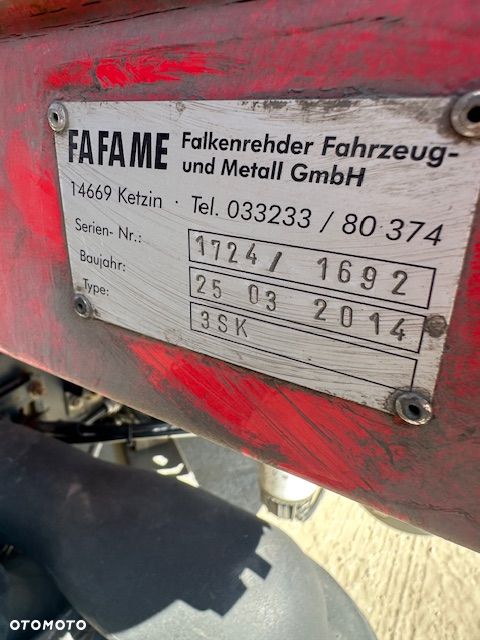 FAFAME Falkenrehder Fahrzeug-
und Metall GmbH
14669 Ketzin · Tel. 033233 / 80 374
Serien- Nr.: 1724/ 1692
Baujahr: 25 03 2014
Type: 3SK
OTOMOTO